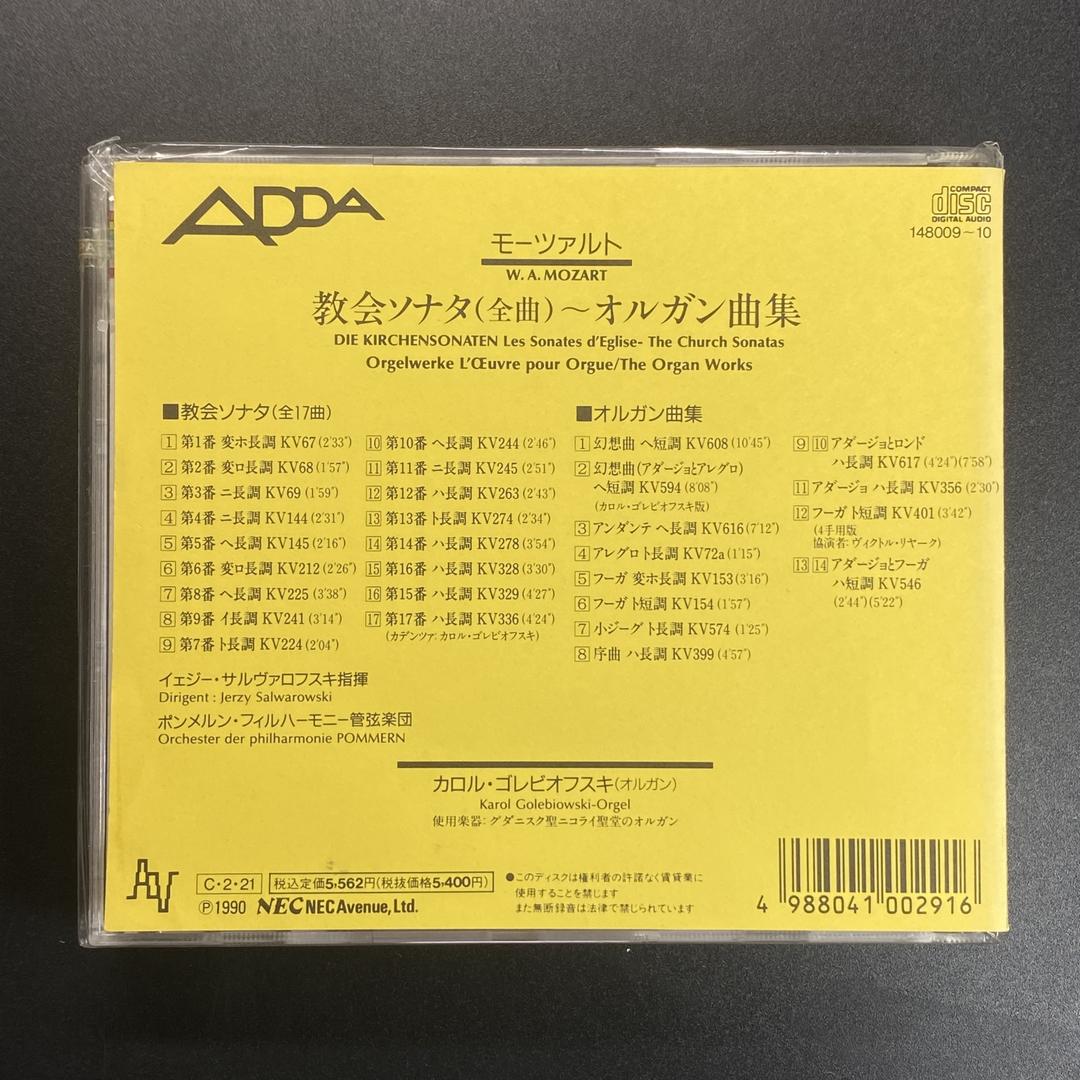 ADDA
COMPACT
disc
DIGITAL AUDIO
148009~10
モーツァルト
W. A. MOZART
教会ソナタ(全曲)~オルガン曲集
DIE KIRCHENSONATEN Les Sonates d'Eglise- The Church Sonatas
Orgelwerke L'Œuvre pour Orgue/The Organ Works
■教会ソナタ(全17曲)
1 第1番 変ホ長調 KV67(2'33")
2 第2番 変ロ長調 KV68(1'57")
3 第3番 ニ長調 KV69(1'59")
4 第4番 ニ長調 KV144(2'31")
5 第5番 ヘ長調 KV145(2'16")
6 第6番 変ロ長調 KV212(2'26")
7 第8番 ヘ長調 KV225(3'38")
8 第9番 イ長調 KV241(3'14")
9 第7番 ト長調 KV224(2'04")
10 第10番 ヘ長調 KV244(2'46")
11 第11番 ニ長調 KV245(2'51")
12 第12番 ハ長調 KV263(2'43")
13 第13番 ト長調 KV274(2'34")
14 第14番 ハ長調 KV278(3'54")
15 第16番 ハ長調 KV328(3'30")
16 第15番 ハ長調 KV329(4'27")
17 第17番 ハ長調 KV336(4'24")
(カデンツァ:カロル・ゴレビオフスキ)
■オルガン曲集
1 幻想曲 ヘ短調 KV608(10'45")
2 幻想曲(アダージョとアレグロ)
ヘ短調 KV594(8'08")
(カロル・ゴレビオフスキ版)
3 アンダンテ ヘ長調 KV616(7'12")
4 アレグロ ト長調 KV72a(1'15")
5 フーガ 変ホ長調 KV153(3'16")
6 フーガ ト短調 KV154(1'57")
7 小ジーグ ト長調 KV574(1'25")
8 序曲 ハ長調 KV399(4'57")
9 10 アダージョとロンド
ハ長調 KV617(4'24")(7'58")
11 アダージョ ハ長調 KV356(2'30")
12 フーガ ト短調 KV401(3'42")
(4手用版
協演者:ヴィクトル・リヤーク)
13 14 アダージョとフーガ
ハ短調 KV546
(2'44")(5'22")
イェジー・サルヴァロフスキ指揮
Dirigent : Jerzy Salwarowski
ポンメルン・フィルハーモニー管弦楽団
Orchester der philharmonie POMMERN
カロル・ゴレビオフスキ(オルガン)
Karol Golebiowski-Orgel
使用楽器:グダニスク聖ニコライ聖堂のオルガン
AV
C・2・21 税込定価5,562円(税抜価格5,400円)
Ⓟ1990 NEC NEC Avenue, Ltd.
●このディスクは権利者の許諾なく賃貸業に
使用することを禁じます
また無断録音は法律で禁じられています
4 988041 002916